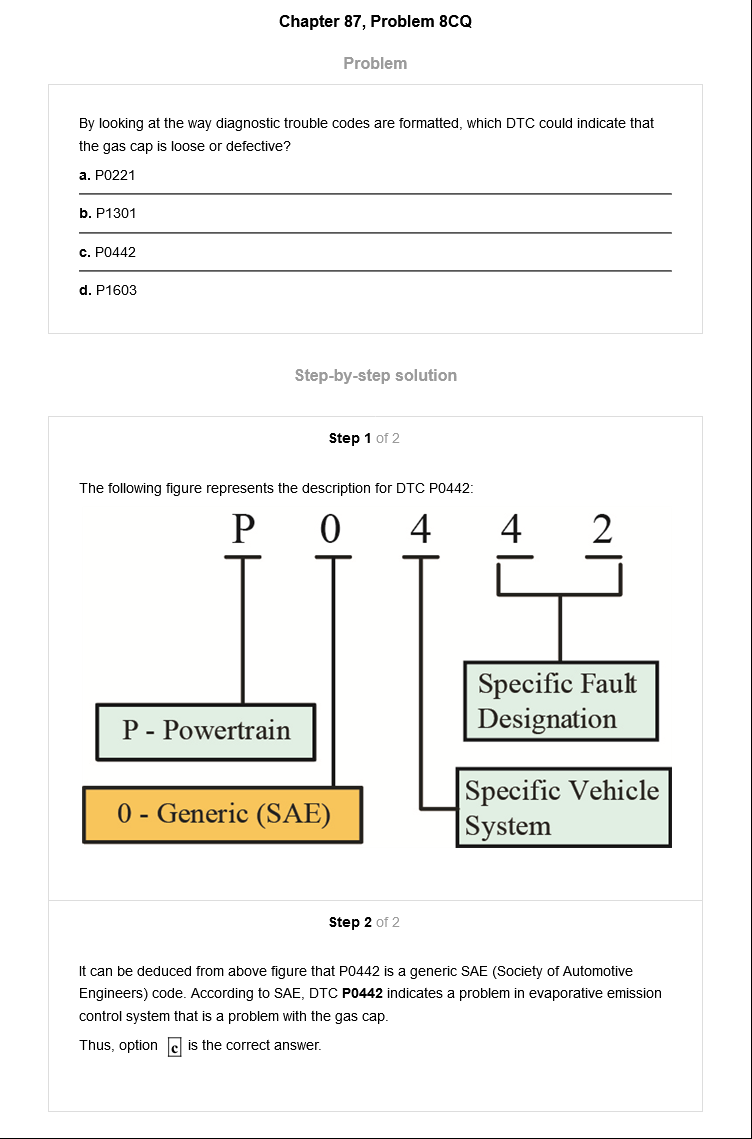 Chapter 87, Problem 8CQ
Problem
By looking at the way diagnostic trouble codes are formatted, which DTC could indicate that
the gas cap is loose or defective?
a. P0221
b. P1301
c. P0442
d. P1603
Step-by-step solution
Step 1 of 2
The following figure represents the description for DTC P0442:
P 0 4 4 2
Specific Fault
Designation
P - Powertrain
Specific Vehicle
System
0 - Generic (SAE)
Step 2 of 2
It can be deduced from above figure that P0442 is a generic SAE (Society of Automotive
Engineers) code. According to SAE, DTC P0442 indicates a problem in evaporative emission
control system that is a problem with the gas cap.
Thus, option c is the correct answer.